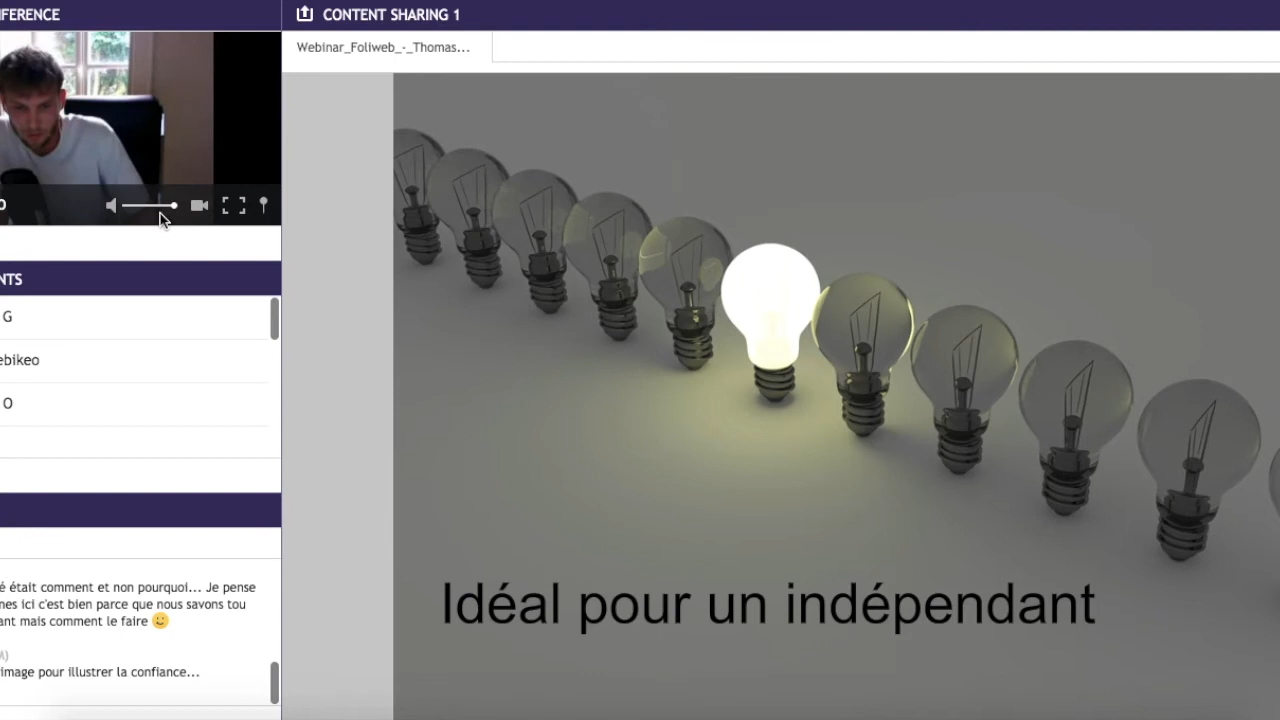 FERENCE
CONTENT SHARING 1
Webinar_Foliweb_-_Thomas...
NTS
G
ebikeo
O
é était comment et non pourquoi... Je pense
nes ici c'est bien parce que nous savons tou
ant mais comment le faire 🙂
M)
image pour illustrer la confiance...
Idéal pour un indépendant